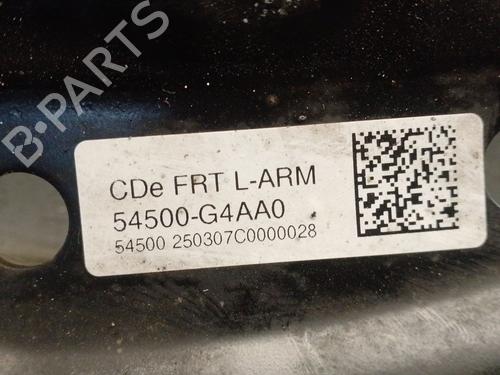 B-PARTS
CDe FRT L-ARM
54500-G4AA0
54500 250307C0000028